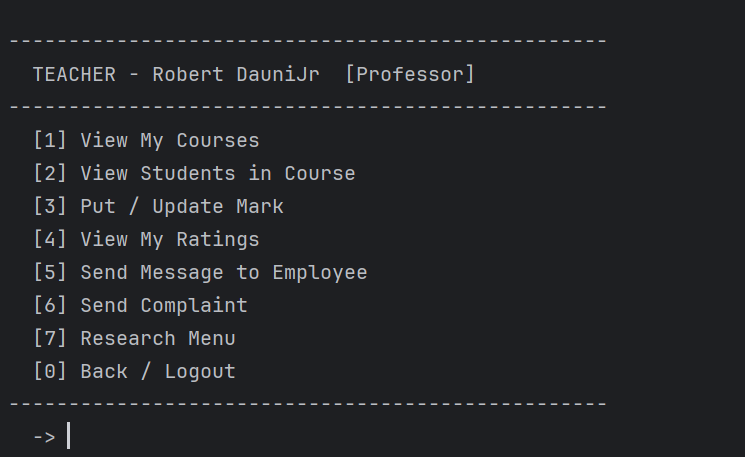 --------------------------------------------------
TEACHER - Robert DauniJr  [Professor]
--------------------------------------------------
[1] View My Courses
[2] View Students in Course
[3] Put / Update Mark
[4] View My Ratings
[5] Send Message to Employee
[6] Send Complaint
[7] Research Menu
[0] Back / Logout
--------------------------------------------------
->